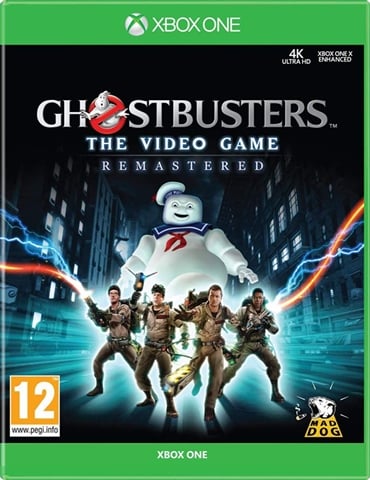 XBOX ONE
4K
ULTRA HD
XBOX ONE X
ENHANCED
GHOSTBUSTERS™
THE VIDEO GAME
REMASTERED
12
www.pegi.info
MAD
DOG
XBOX ONE